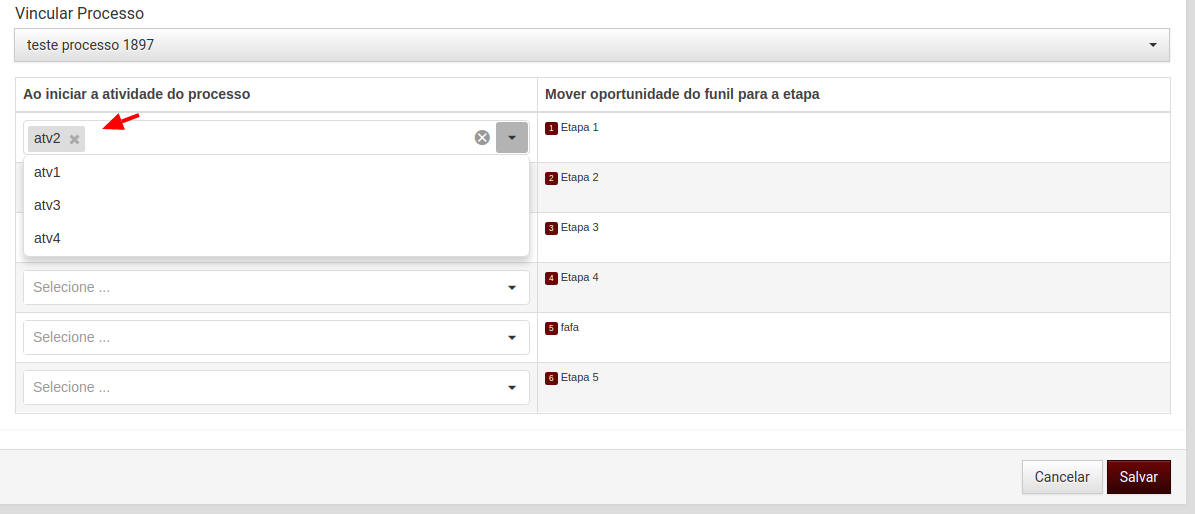 Vincular Processo
teste processo 1897
Ao iniciar a atividade do processo
Mover oportunidade do funil para a etapa
atv2
1 Etapa 1
atv1
atv3
atv4
2 Etapa 2
3 Etapa 3
Selecione ...
4 Etapa 4
Selecione ...
5 fafa
Selecione ...
6 Etapa 5
Cancelar
Salvar